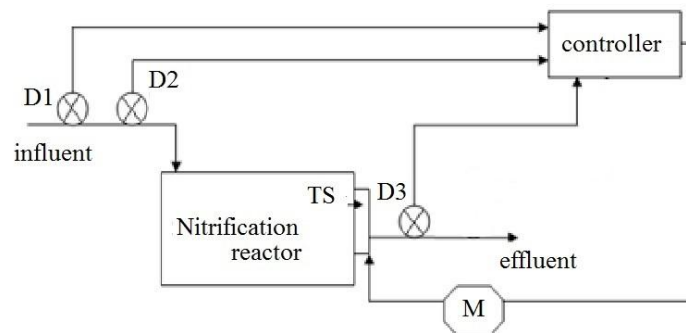 controller
D1
D2
influent
TS
D3
Nitrification
reactor
effluent
M